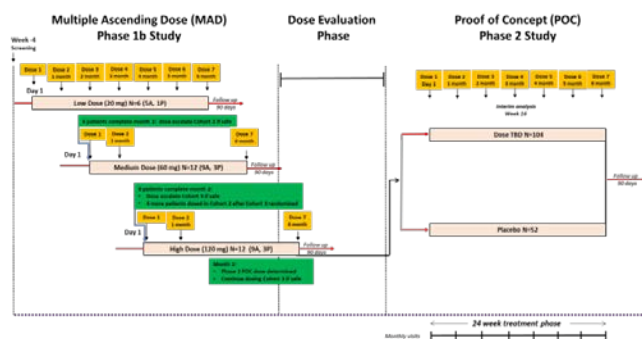 Multiple Ascending Dose (MAD)
Phase 1b Study
Dose Evaluation
Phase
Proof of Concept (POC)
Phase 2 Study
Week -4
Screening
Dose 1
Dose 2
1 month
Dose 3
2 month
Dose 4
3 month
Dose 5
4 month
Dose 6
5 month
Dose 7
6 month
Day 1
Low Dose (20 mg) N=6 (5A, 1P)
Follow up
90 days
Dose 1
Dose 2
1 month
Dose 7
6 month
Day 1
Medium Dose (60 mg) N=12 (9A, 3P)
Follow up
90 days
Dose 1
Dose 2
1 month
Dose 7
6 month
Day 1
High Dose (120 mg) N=12 (9A, 3P)
Follow up
90 days
Dose 1
Day 1
Dose 2
1 month
Dose 3
2 month
Dose 4
3 month
Dose 5
4 month
Dose 6
5 month
Dose 7
6 month
Interim analysis
Dose TBD N=104
Placebo N=52
Follow up
90 days
24 week treatment phase
Monthly visits